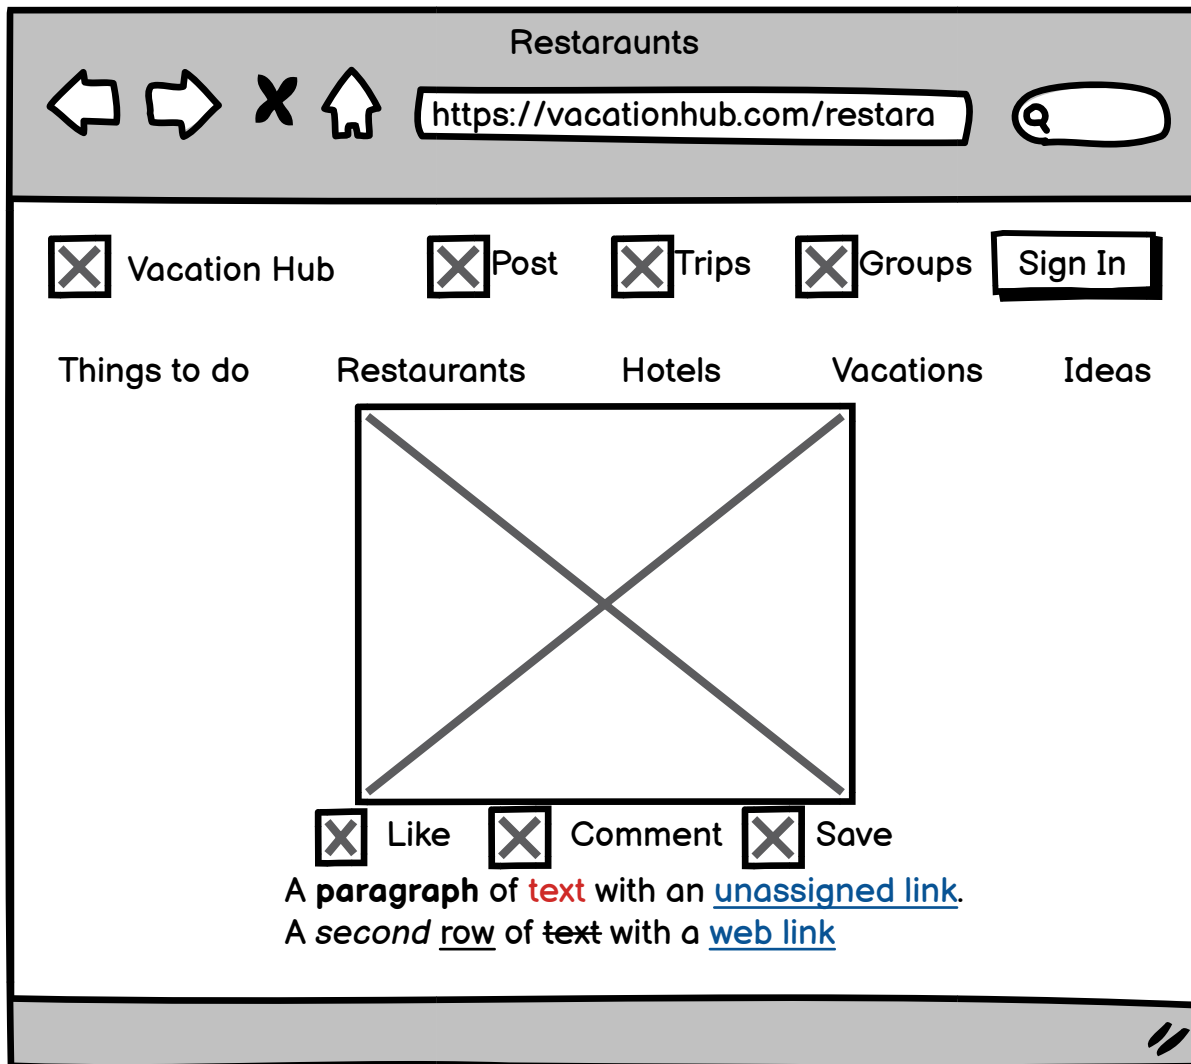 Restaraunts
https://vacationhub.com/restara
Vacation Hub Post Trips Groups Sign In
Things to do Restaurants Hotels Vacations Ideas
Like Comment Save
A paragraph of text with an unassigned link.
A second row of text with a web link